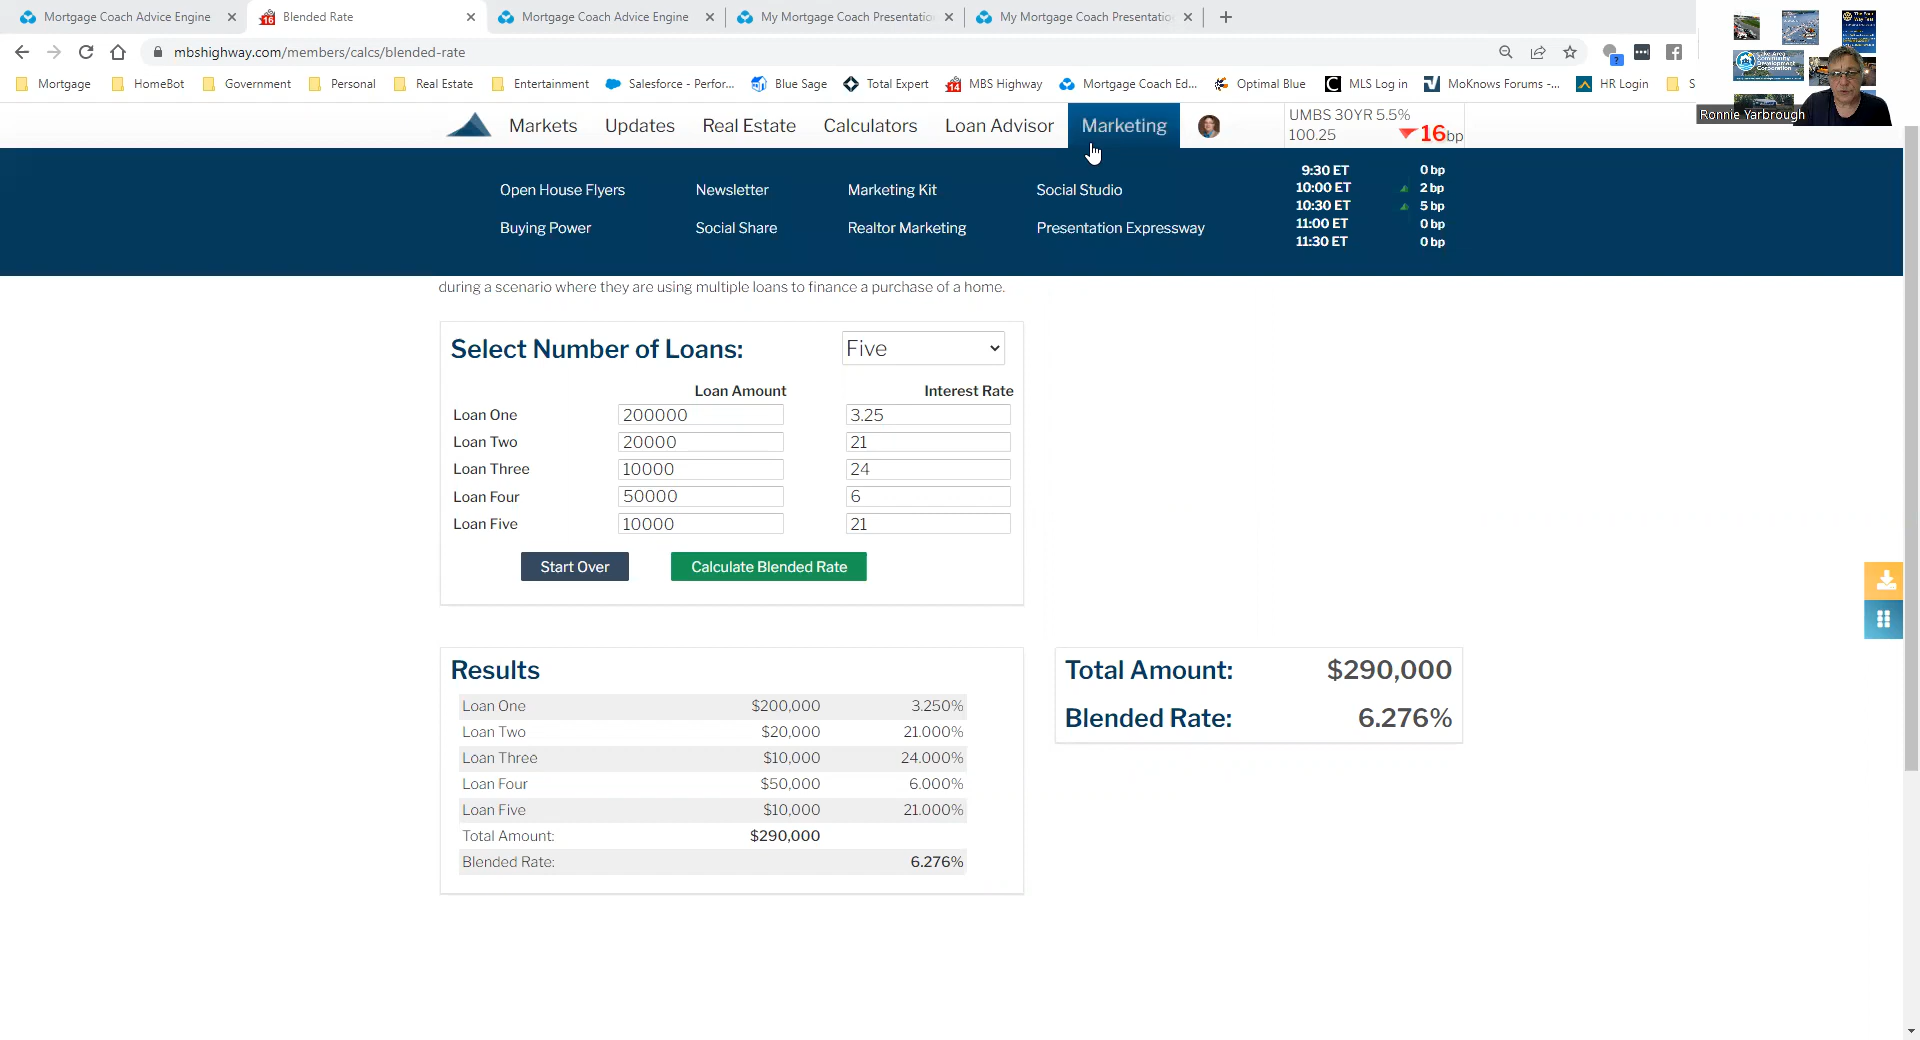 Mortgage Coach Advice Engine
Blended Rate
Mortgage Coach Advice Engine
My Mortgage Coach Presentatio
My Mortgage Coach Presentatio
mbshighway.com/members/calcs/blended-rate
Mortgage
HomeBot
Government
Personal
Real Estate
Entertainment
Salesforce - Perfor...
Blue Sage
Total Expert
14
MBS Highway
Mortgage Coach Ed...
Optimal Blue
MLS Log in
MoKnows Forums -...
HR Login
S
Ronnie Yarbrough
Markets
Updates
Real Estate
Calculators
Loan Advisor
Marketing
UMBS 30YR 5.5%
100.25
16bp
Open House Flyers
Newsletter
Marketing Kit
Social Studio
Buying Power
Social Share
Realtor Marketing
Presentation Expressway
9:30 ET 0 bp
10:00 ET 2 bp
10:30 ET 5 bp
11:00 ET 0 bp
11:30 ET 0 bp
during a scenario where they are using multiple loans to finance a purchase of a home.
Select Number of Loans: Five
Loan Amount Interest Rate
Loan One 200000 3.25
Loan Two 20000 21
Loan Three 10000 24
Loan Four 50000 6
Loan Five 10000 21
Start Over
Calculate Blended Rate
Results
Loan One $200,000 3.250%
Loan Two $20,000 21.000%
Loan Three $10,000 24.000%
Loan Four $50,000 6.000%
Loan Five $10,000 21.000%
Total Amount: $290,000
Blended Rate: 6.276%
Total Amount: $290,000
Blended Rate: 6.276%